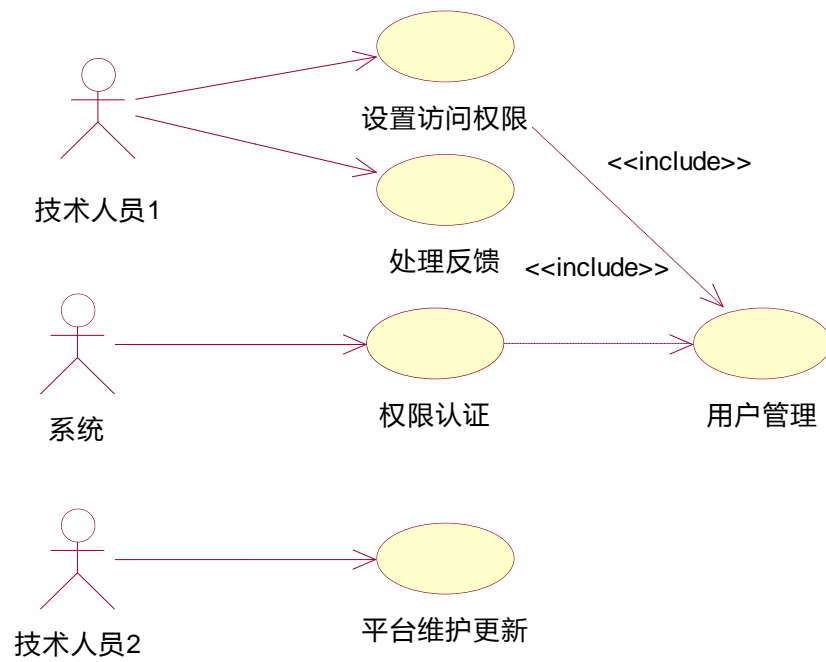 设置访问权限
<<include>>
技术人员1
处理反馈
<<include>>
系统
权限认证
用户管理
技术人员2
平台维护更新